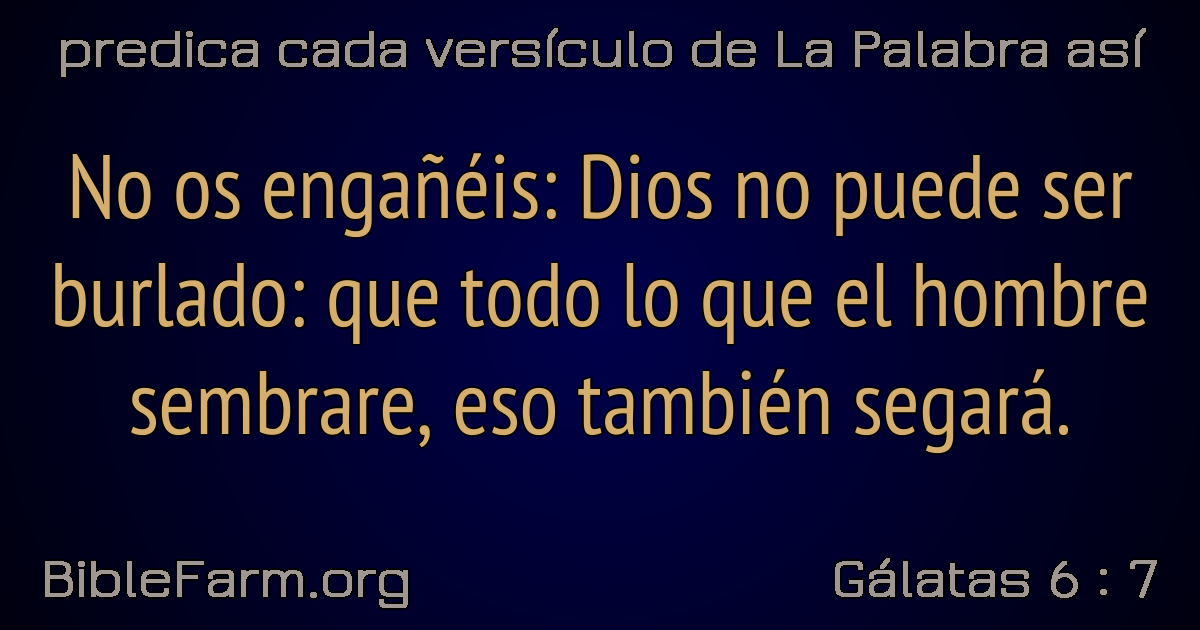 predica cada versículo de La Palabra así
No os engañéis: Dios no puede ser
burlado: que todo lo que el hombre
sembrare, eso también segará.
BibleFarm.org
Gálatas 6 : 7